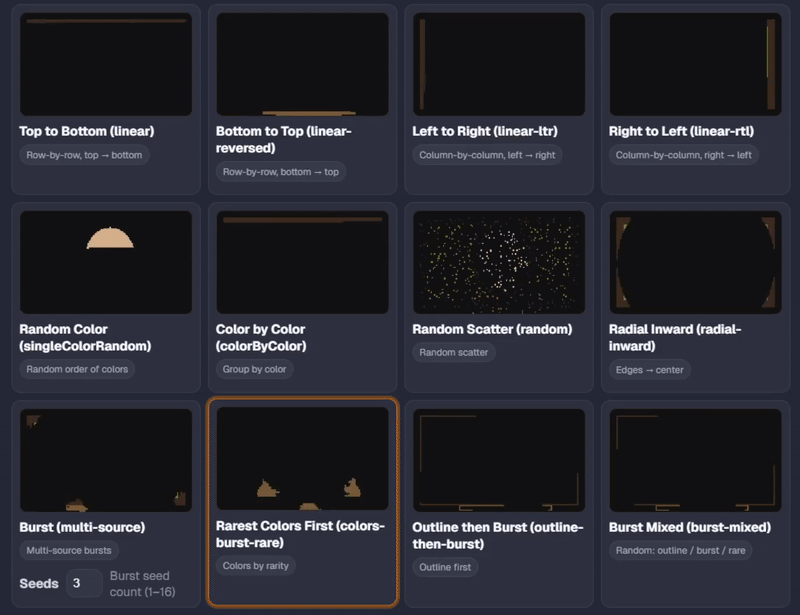 Top to Bottom (linear)
Row-by-row, top → bottom
Bottom to Top (linear-
reversed)
Row-by-row, bottom → top
Left to Right (linear-ltr)
Column-by-column, left → right
Right to Left (linear-rtl)
Column-by-column, right → left
Random Color
(singleColorRandom)
Random order of colors
Color by Color
(colorByColor)
Group by color
Random Scatter (random)
Random scatter
Radial Inward (radial-
inward)
Edges → center
Burst (multi-source)
Multi-source bursts
Seeds 3 Burst seed
count (1–16)
Rarest Colors First (colors-
burst-rare)
Colors by rarity
Outline then Burst (outline-
then-burst)
Outline first
Burst Mixed (burst-mixed)
Random: outline / burst / rare